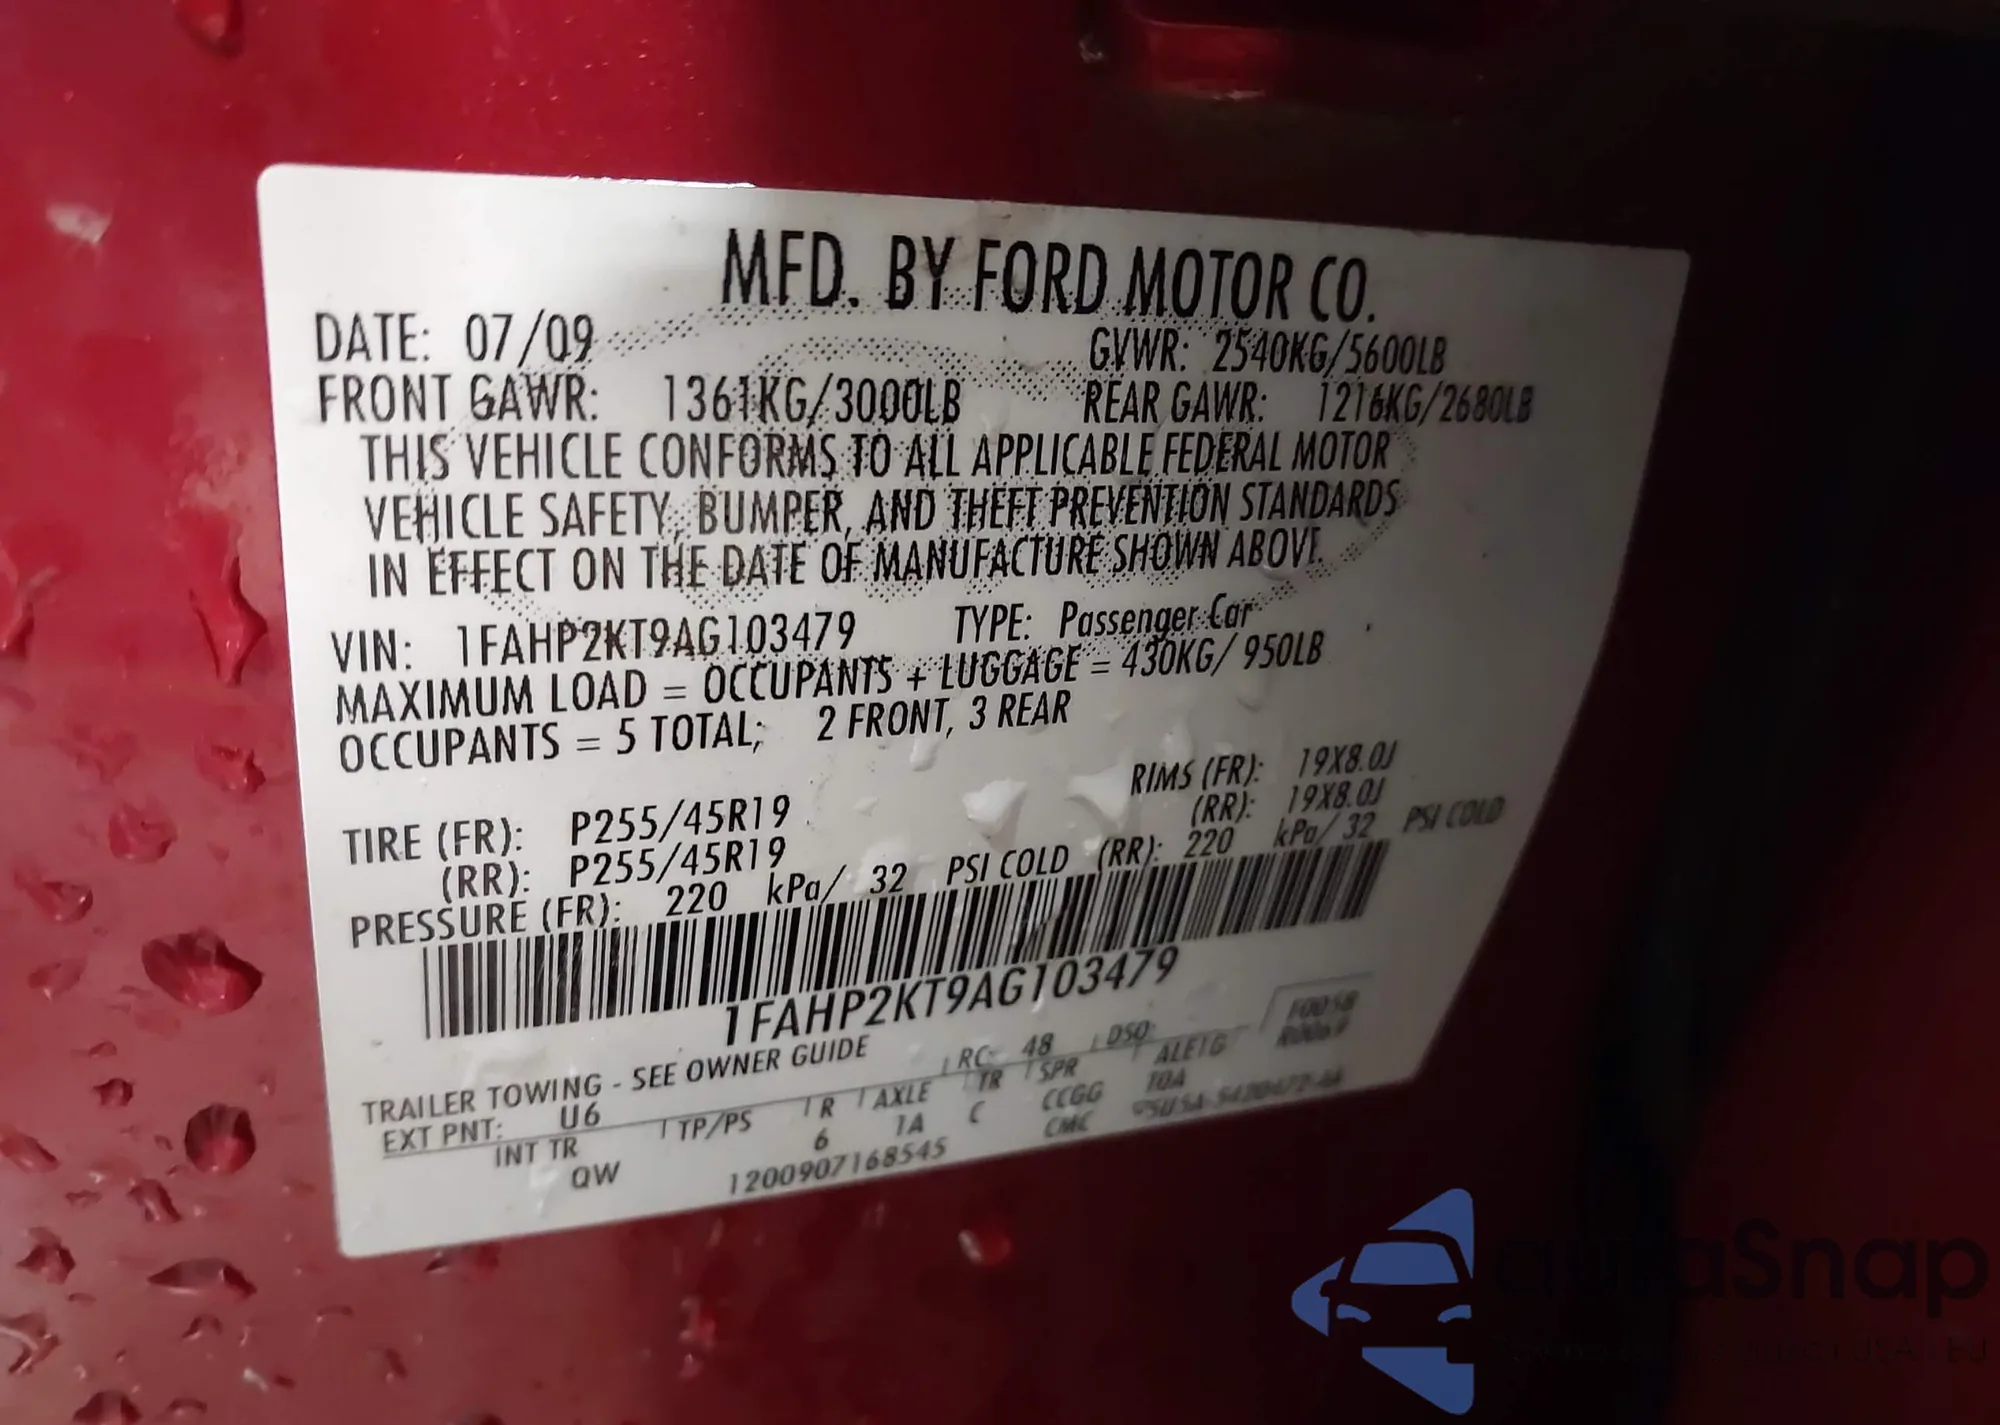 MFD. BY FORD MOTOR CO.
DATE: 07/09 GVWR: 2540KG/5600LB
FRONT GAWR: 1361KG/3000LB REAR GAWR: 1216KG/2680LB
THIS VEHICLE CONFORMS TO ALL APPLICABLE FEDERAL MOTOR
VEHICLE SAFETY, BUMPER, AND THEFT PREVENTION STANDARDS
IN EFFECT ON THE DATE OF MANUFACTURE SHOWN ABOVE.
VIN: 1FAHP2KT9AG103479 TYPE: Passenger Car
MAXIMUM LOAD = OCCUPANTS + LUGGAGE = 430KG/ 950LB
OCCUPANTS = 5 TOTAL; 2 FRONT, 3 REAR
TIRE (FR): P255/45R19 RIMS (FR): 19X8.0J
(RR): P255/45R19 (RR): 19X8.0J
PRESSURE (FR): 220 kPa/ 32 PSI COLD (RR): 220 kPa/ 32 PSI COLD
1FAHP2KT9AG103479
TRAILER TOWING - SEE OWNER GUIDE
EXT PNT: U6 RC: 48 DSO:
INT TR TP/PS R AXLE TR SPR ALETG
QW 6 1A C CCGG TOA
1200907168545 CMC
auraSnap